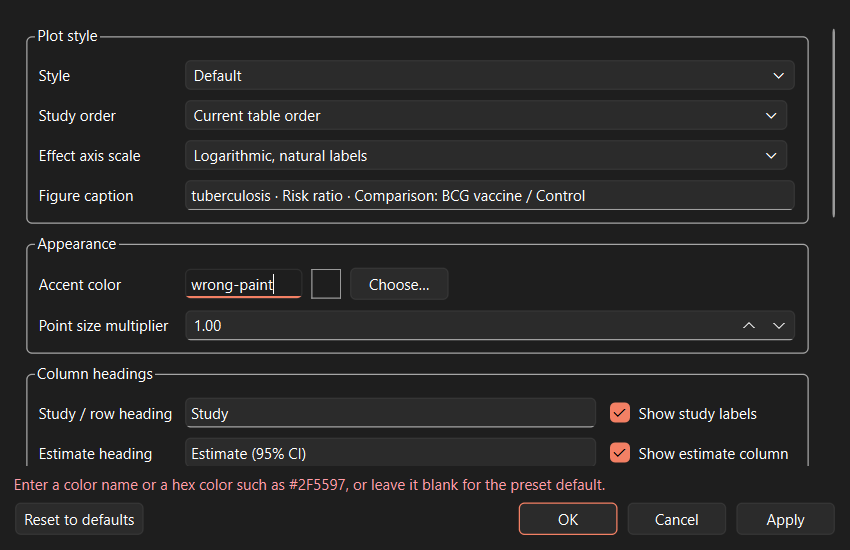 Plot style
Style Default
Study order Current table order
Effect axis scale Logarithmic, natural labels
Figure caption tuberculosis · Risk ratio · Comparison: BCG vaccine / Control
Appearance
Accent color wrong-paint Choose...
Point size multiplier 1.00
Column headings
Study / row heading Study Show study labels
Estimate heading Estimate (95% CI) Show estimate column
Enter a color name or a hex color such as #2F5597, or leave it blank for the preset default.
Reset to defaults OK Cancel Apply